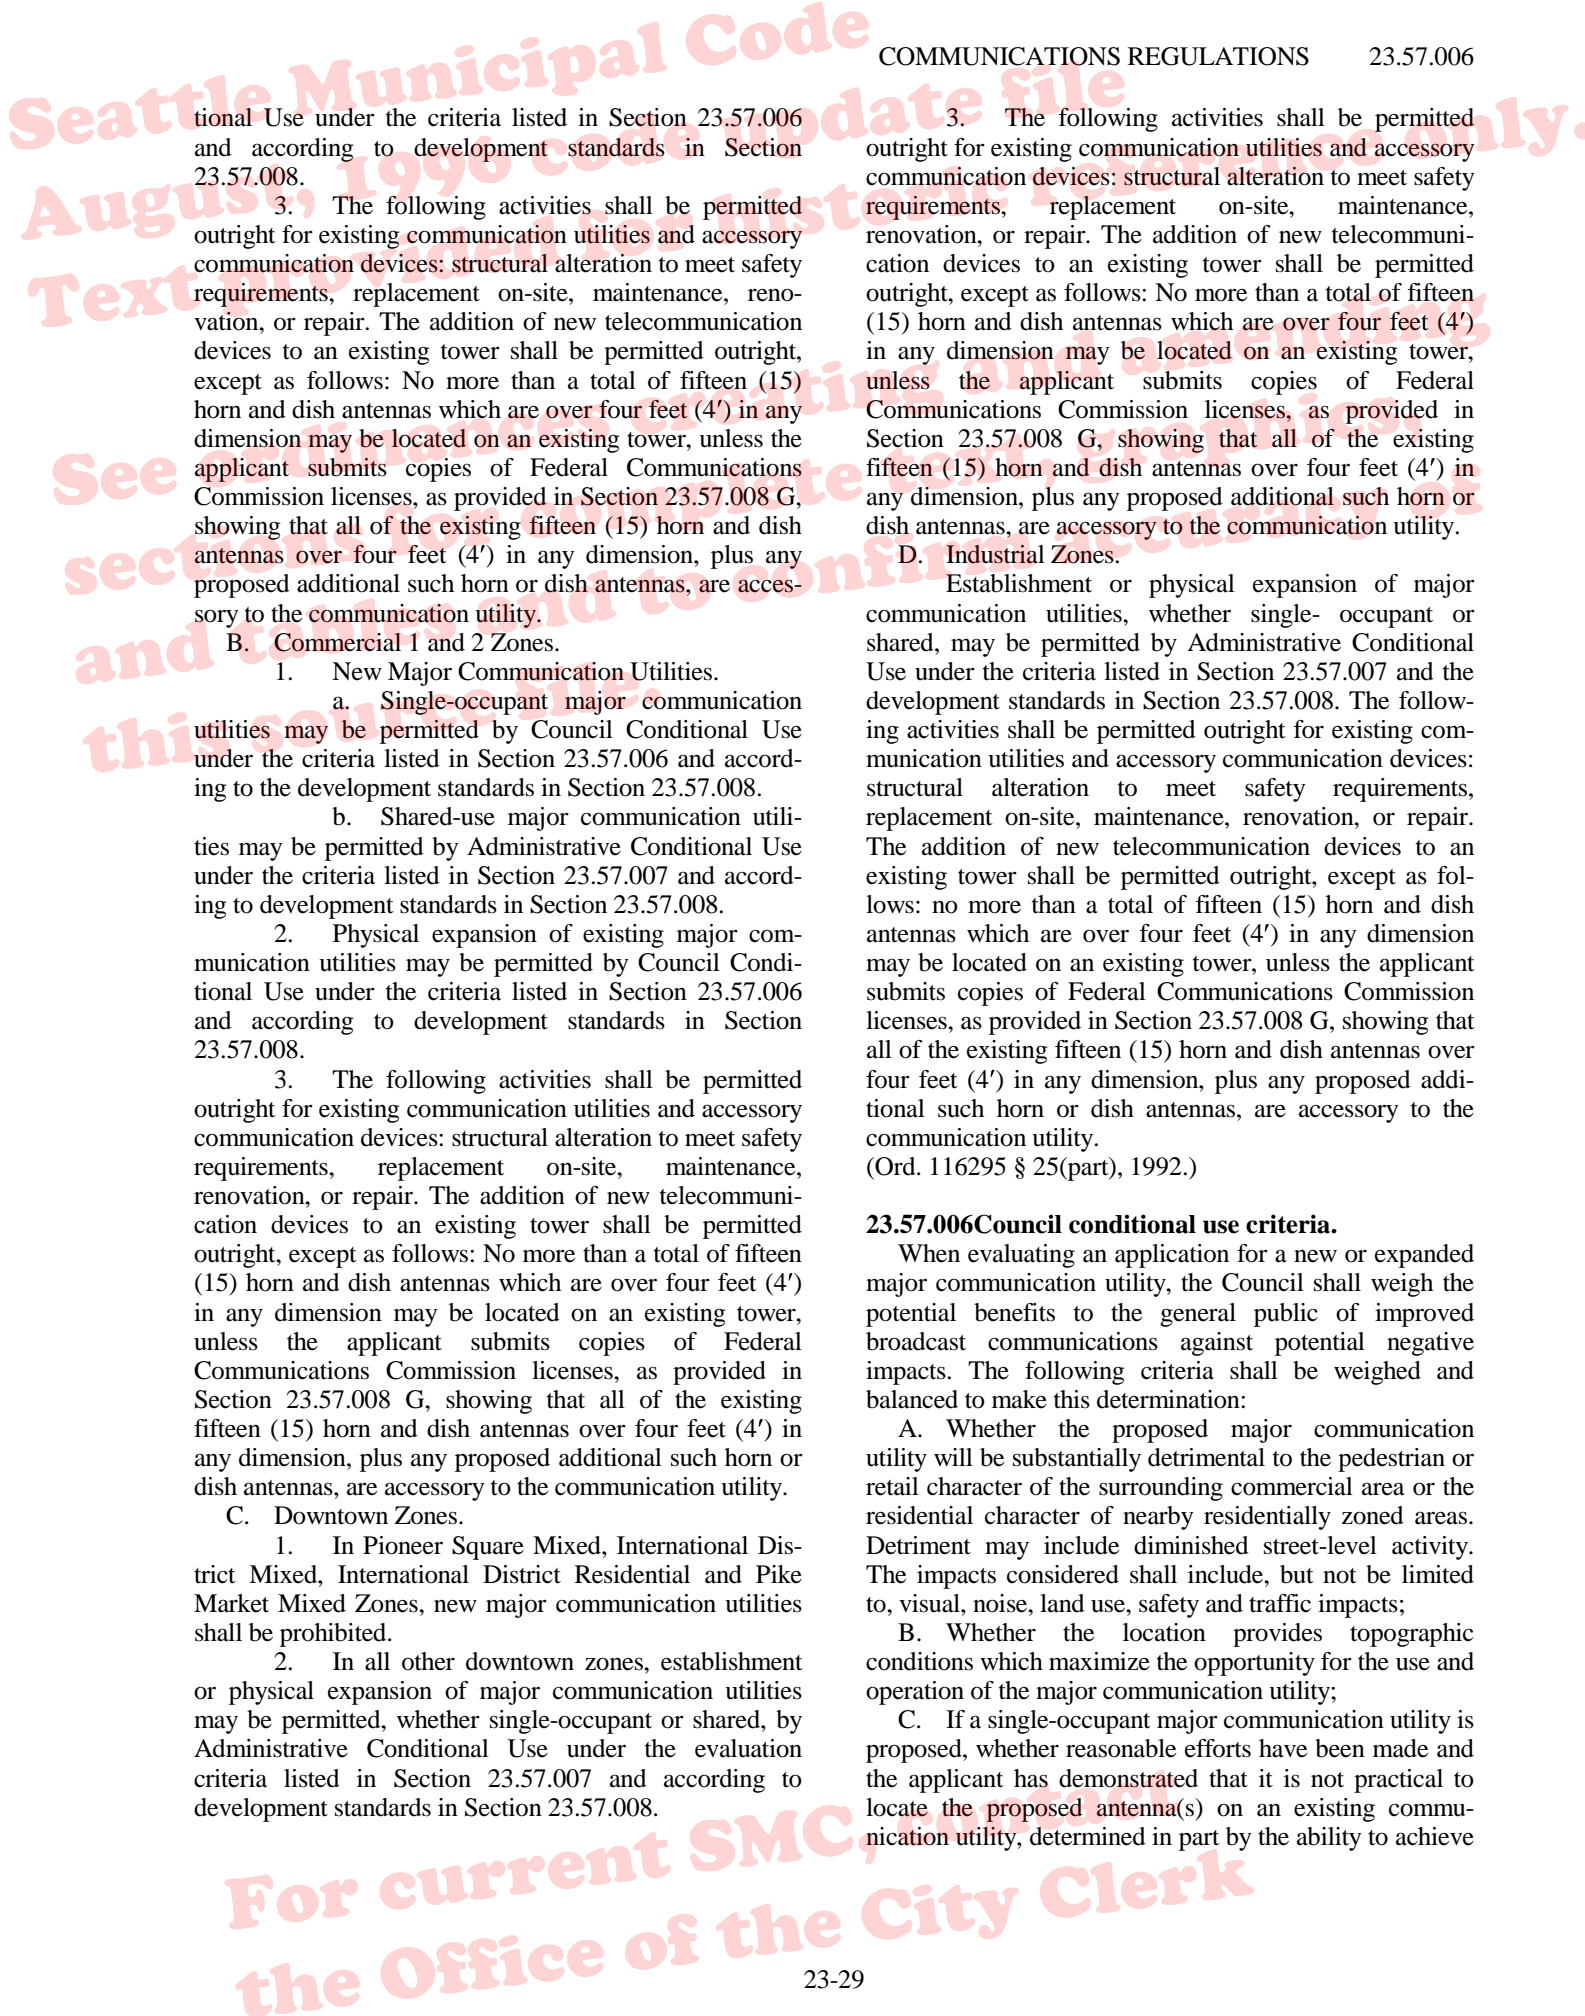 COMMUNICATIONS REGULATIONS 23.57.006
tional Use under the criteria listed in Section 23.57.006
and according to development standards in Section
23.57.008.
3. The following activities shall be permitted
outright for existing communication utilities and accessory
communication devices: structural alteration to meet safety
requirements, replacement on-site, maintenance, reno-
vation, or repair. The addition of new telecommunication
devices to an existing tower shall be permitted outright,
except as follows: No more than a total of fifteen (15)
horn and dish antennas which are over four feet (4′) in any
dimension may be located on an existing tower, unless the
applicant submits copies of Federal Communications
Commission licenses, as provided in Section 23.57.008 G,
showing that all of the existing fifteen (15) horn and dish
antennas over four feet (4′) in any dimension, plus any
proposed additional such horn or dish antennas, are acces-
sory to the communication utility.
B. Commercial 1 and 2 Zones.
1. New Major Communication Utilities.
a. Single-occupant major communication
utilities may be permitted by Council Conditional Use
under the criteria listed in Section 23.57.006 and accord-
ing to the development standards in Section 23.57.008.
b. Shared-use major communication utili-
ties may be permitted by Administrative Conditional Use
under the criteria listed in Section 23.57.007 and accord-
ing to development standards in Section 23.57.008.
2. Physical expansion of existing major com-
munication utilities may be permitted by Council Condi-
tional Use under the criteria listed in Section 23.57.006
and according to development standards in Section
23.57.008.
3. The following activities shall be permitted
outright for existing communication utilities and accessory
communication devices: structural alteration to meet safety
requirements, replacement on-site, maintenance,
renovation, or repair. The addition of new telecommuni-
cation devices to an existing tower shall be permitted
outright, except as follows: No more than a total of fifteen
(15) horn and dish antennas which are over four feet (4′)
in any dimension may be located on an existing tower,
unless the applicant submits copies of Federal
Communications Commission licenses, as provided in
Section 23.57.008 G, showing that all of the existing
fifteen (15) horn and dish antennas over four feet (4′) in
any dimension, plus any proposed additional such horn or
dish antennas, are accessory to the communication utility.
C. Downtown Zones.
1. In Pioneer Square Mixed, International Dis-
trict Mixed, International District Residential and Pike
Market Mixed Zones, new major communication utilities
shall be prohibited.
2. In all other downtown zones, establishment
or physical expansion of major communication utilities
may be permitted, whether single-occupant or shared, by
Administrative Conditional Use under the evaluation
criteria listed in Section 23.57.007 and according to
development standards in Section 23.57.008.
3. The following activities shall be permitted
outright for existing communication utilities and accessory
communication devices: structural alteration to meet safety
requirements, replacement on-site, maintenance,
renovation, or repair. The addition of new telecommuni-
cation devices to an existing tower shall be permitted
outright, except as follows: No more than a total of fifteen
(15) horn and dish antennas which are over four feet (4′)
in any dimension may be located on an existing tower,
unless the applicant submits copies of Federal
Communications Commission licenses, as provided in
Section 23.57.008 G, showing that all of the existing
fifteen (15) horn and dish antennas over four feet (4′) in
any dimension, plus any proposed additional such horn or
dish antennas, are accessory to the communication utility.
D. Industrial Zones.
Establishment or physical expansion of major
communication utilities, whether single- occupant or
shared, may be permitted by Administrative Conditional
Use under the criteria listed in Section 23.57.007 and the
development standards in Section 23.57.008. The follow-
ing activities shall be permitted outright for existing com-
munication utilities and accessory communication devices:
structural alteration to meet safety requirements,
replacement on-site, maintenance, renovation, or repair.
The addition of new telecommunication devices to an
existing tower shall be permitted outright, except as fol-
lows: no more than a total of fifteen (15) horn and dish
antennas which are over four feet (4′) in any dimension
may be located on an existing tower, unless the applicant
submits copies of Federal Communications Commission
licenses, as provided in Section 23.57.008 G, showing that
all of the existing fifteen (15) horn and dish antennas over
four feet (4′) in any dimension, plus any proposed addi-
tional such horn or dish antennas, are accessory to the
communication utility.
(Ord. 116295 § 25(part), 1992.)
23.57.006Council conditional use criteria.
When evaluating an application for a new or expanded
major communication utility, the Council shall weigh the
potential benefits to the general public of improved
broadcast communications against potential negative
impacts. The following criteria shall be weighed and
balanced to make this determination:
A. Whether the proposed major communication
utility will be substantially detrimental to the pedestrian or
retail character of the surrounding commercial area or the
residential character of nearby residentially zoned areas.
Detriment may include diminished street-level activity.
The impacts considered shall include, but not be limited
to, visual, noise, land use, safety and traffic impacts;
B. Whether the location provides topographic
conditions which maximize the opportunity for the use and
operation of the major communication utility;
C. If a single-occupant major communication utility is
proposed, whether reasonable efforts have been made and
the applicant has demonstrated that it is not practical to
locate the proposed antenna(s) on an existing commu-
nication utility, determined in part by the ability to achieve
23-29
Seattle Municipal Code
August, 1996 code update file
Text provided for historic reference only.
See ordinances creating and amending
sections for complete text, graphics,
and tables and to confirm accuracy of
this source file.
For current SMC, contact
the Office of the City Clerk